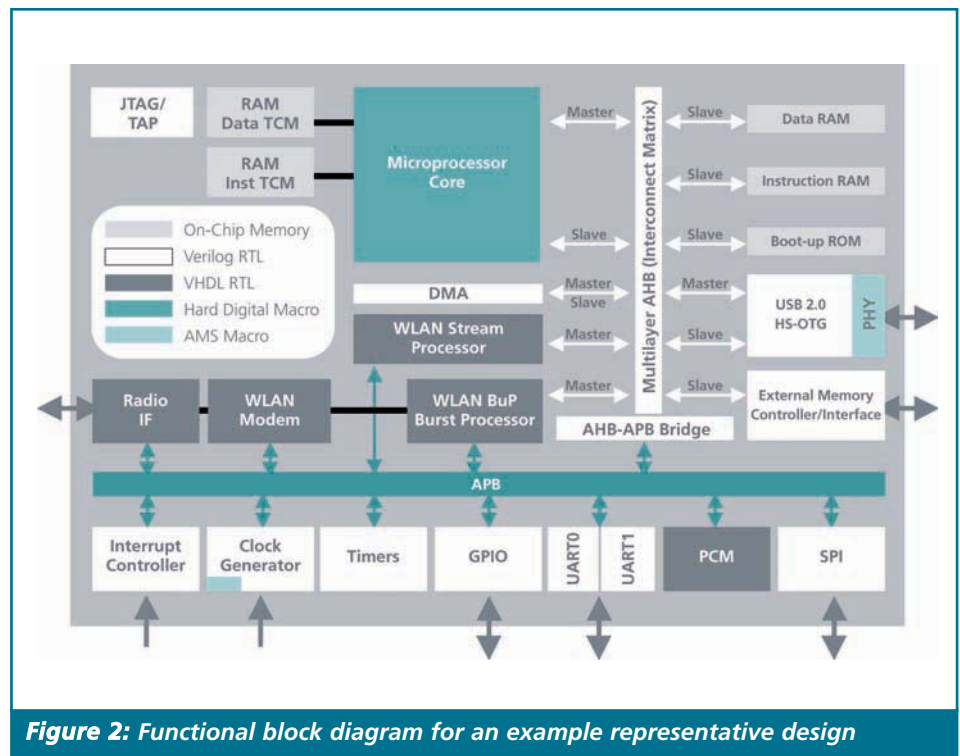 JTAG/
TAP
RAM
Data TCM
RAM
Inst TCM
Microprocessor
Core
On-Chip Memory
Verilog RTL
VHDL RTL
Hard Digital Macro
AMS Macro
DMA
WLAN Stream
Processor
Radio
IF
WLAN
Modem
WLAN BuP
Burst Processor
Master
Slave
Master
Slave
Master
Master
Multilayer AHB (Interconnect Matrix)
AHB-APB Bridge
Slave
Slave
Slave
Master
Slave
Slave
Data RAM
Instruction RAM
Boot-up ROM
USB 2.0
HS-OTG
PHY
External Memory
Controller/Interface
APB
Interrupt
Controller
Clock
Generator
Timers
GPIO
UART0
UART1
PCM
SPI
Figure 2: Functional block diagram for an example representative design